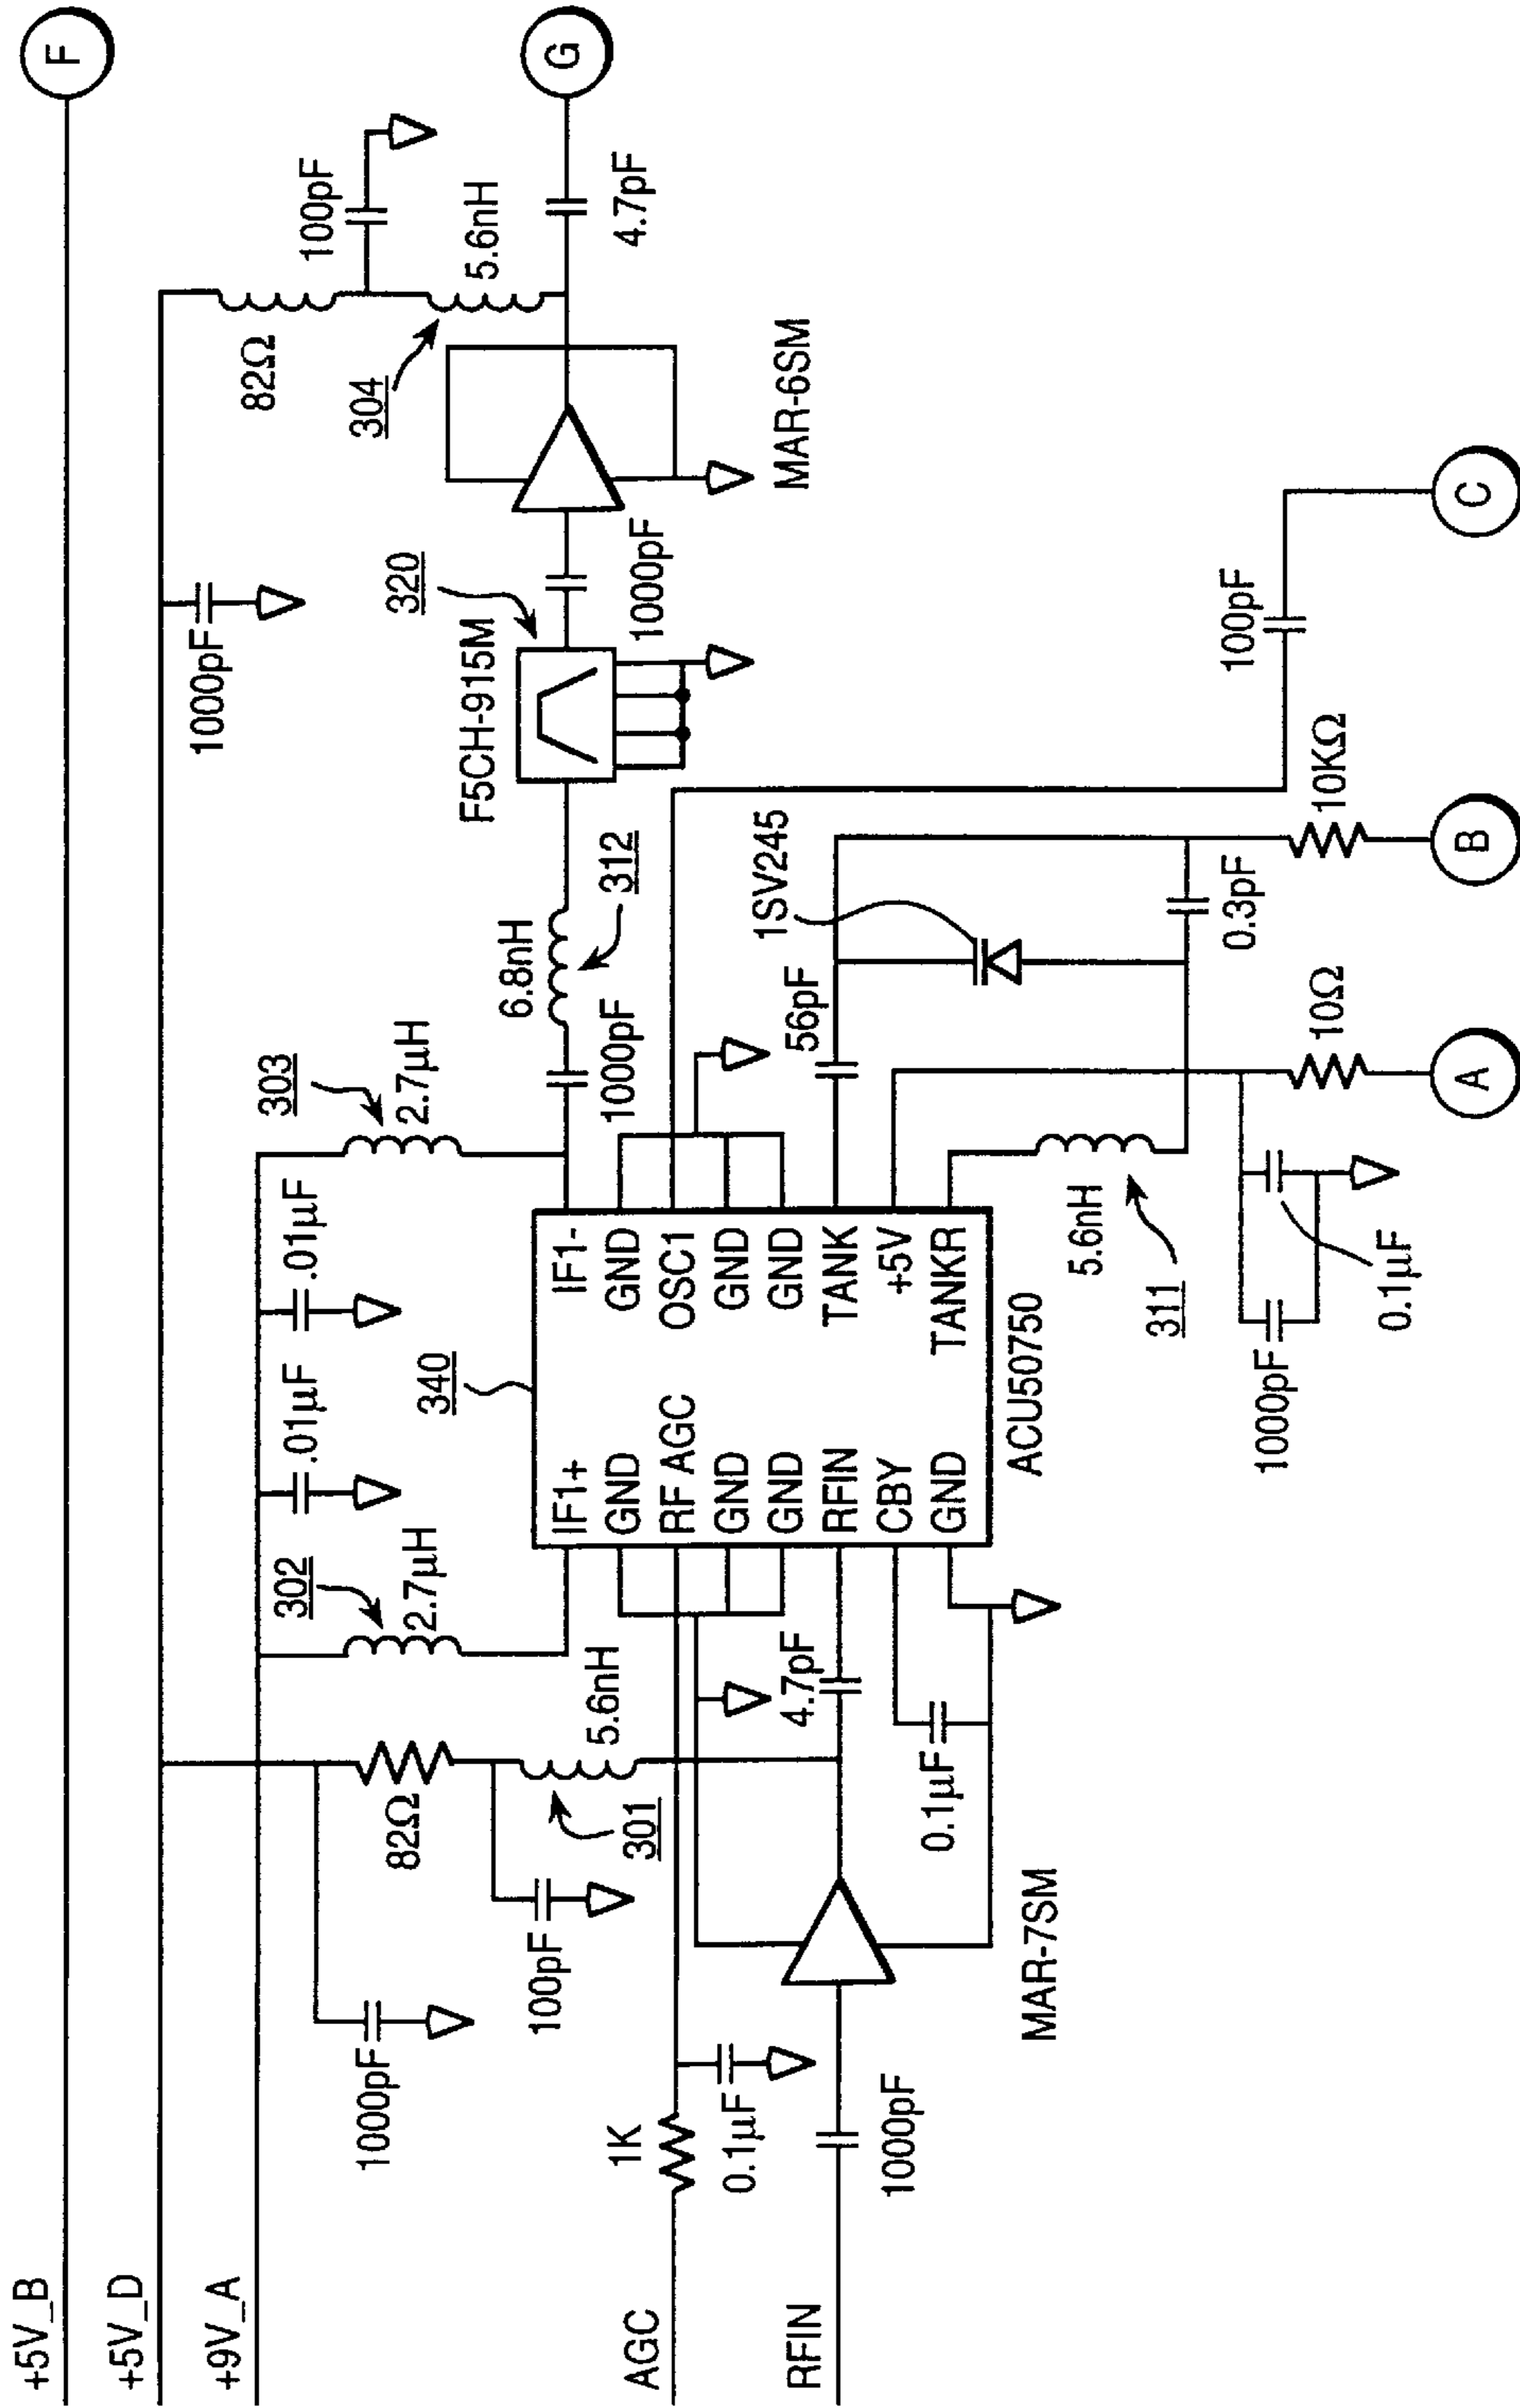 +5V_B
F
+5V_D
+9V_A
1000pF
82Ω
100pF
304
5.6nH
G
4.7pF
MAR-6SM
1000pF
320
F5CH-915M
6.8nH
312
1000pF
303
2.7µH
.01µF
.01µF
302
2.7µH
1000pF
82Ω
100pF
301
5.6nH
340
IF1+
GND
RF AGC
GND
GND
RFIN
CBY
GND
IF1-
GND
OSC1
GND
GND
TANK
+5V
TANKR
ACU50750
AGC
1K
0.1µF
RFIN
1000pF
MAR-7SM
4.7pF
0.1µF
56pF
1SV245
5.6nH
311
0.3pF
100pF
10KΩ
10Ω
1000pF
0.1µF
A
B
C